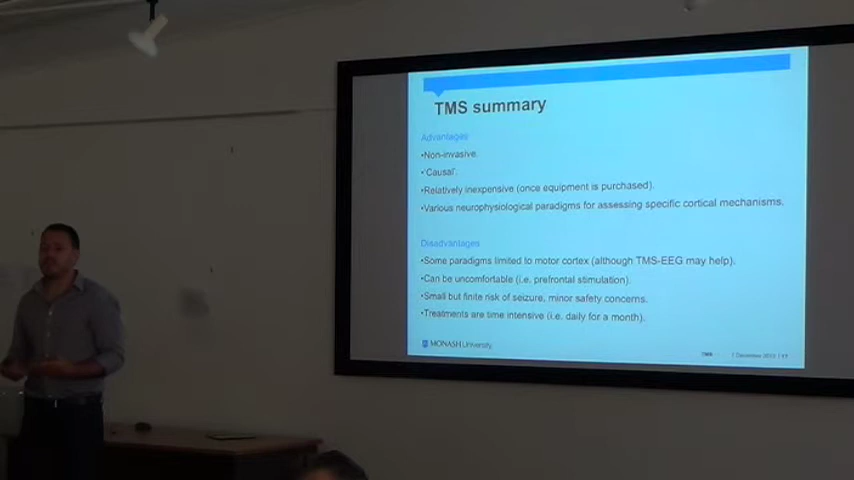 TMS summary
Advantages
•Non-invasive.
•'Causal'.
•Relatively inexpensive (once equipment is purchased).
•Various neurophysiological paradigms for assessing specific cortical mechanisms.
Disadvantages
•Some paradigms limited to motor cortex (although TMS-EEG may help).
•Can be uncomfortable (i.e. prefrontal stimulation).
•Small but finite risk of seizure, minor safety concerns.
•Treatments are time intensive (i.e. daily for a month).
MONASH University
TMS